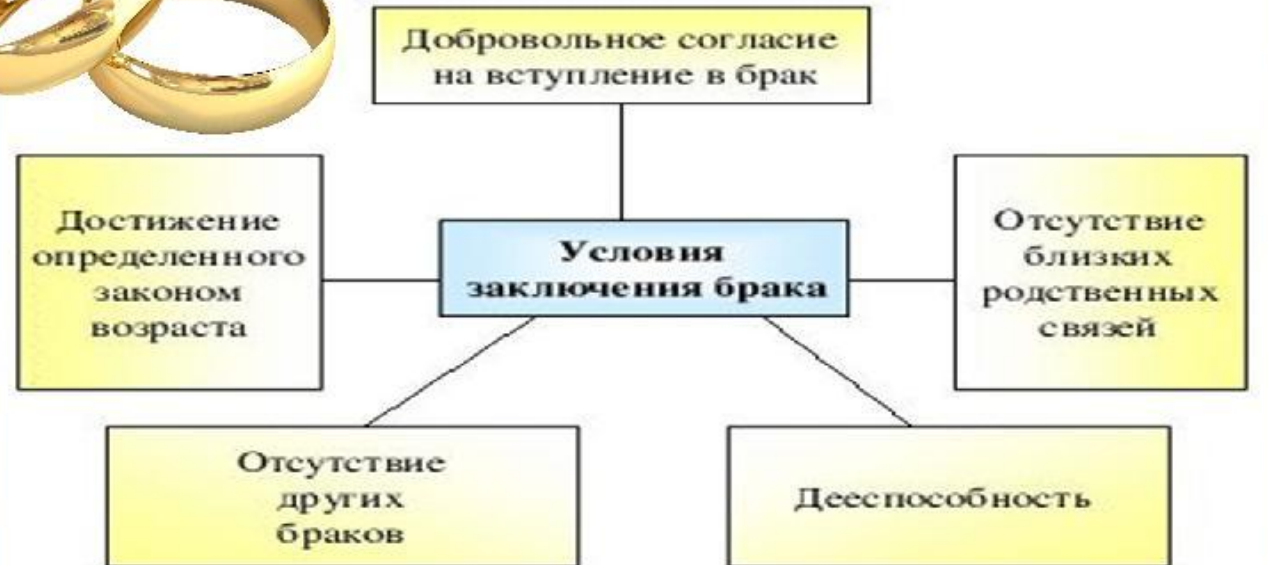 Добровольное согласие
на вступление в брак
Достижение
определенного
законом
возраста
Условия
заключения брака
Отсутствие
близких
родственных
связей
Отсутствие
других
браков
Дееспособность